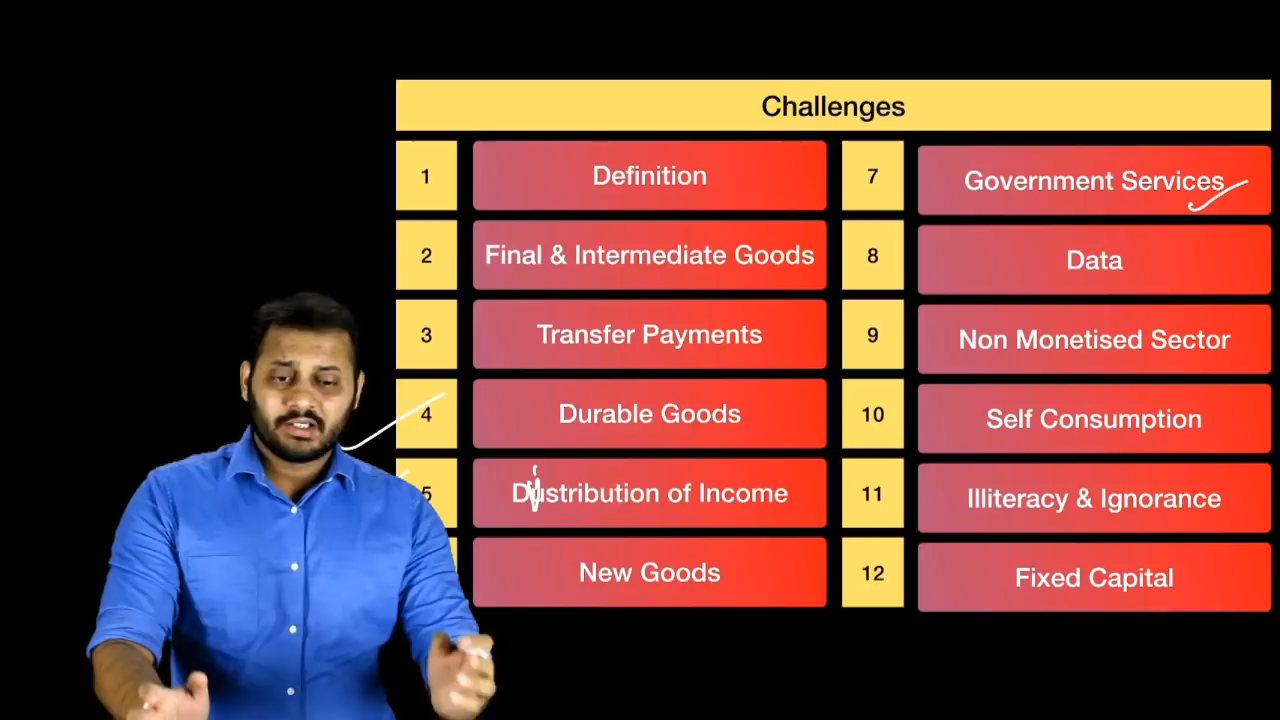 Challenges
1 Definition
2 Final & Intermediate Goods
3 Transfer Payments
4 Durable Goods
5 Dustribution of Income
New Goods
7 Government Services
8 Data
9 Non Monetised Sector
10 Self Consumption
11 Illiteracy & Ignorance
12 Fixed Capital